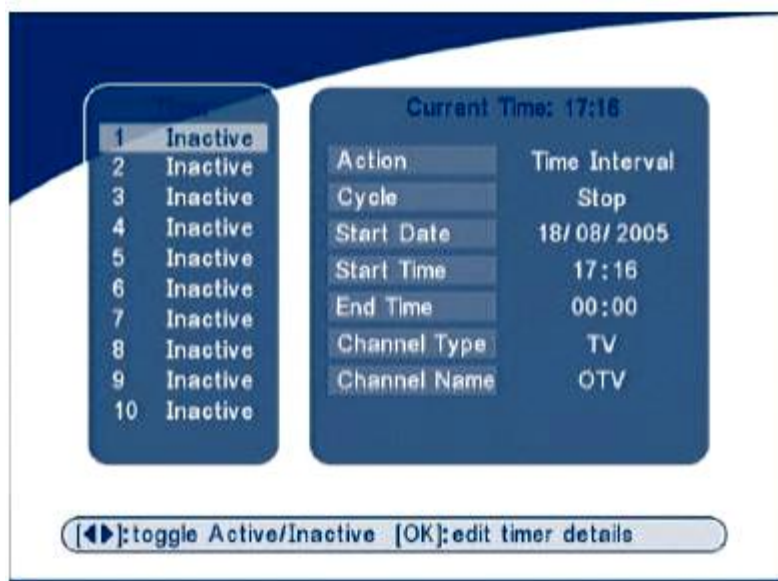 Timer
1 Inactive
2 Inactive
3 Inactive
4 Inactive
5 Inactive
6 Inactive
7 Inactive
8 Inactive
9 Inactive
10 Inactive
Current Time: 17:16
Action Time Interval
Cycle Stop
Start Date 18/08/2005
Start Time 17:16
End Time 00:00
Channel Type TV
Channel Name OTV
[◀▶]:toggle Active/Inactive [OK]:edit timer details